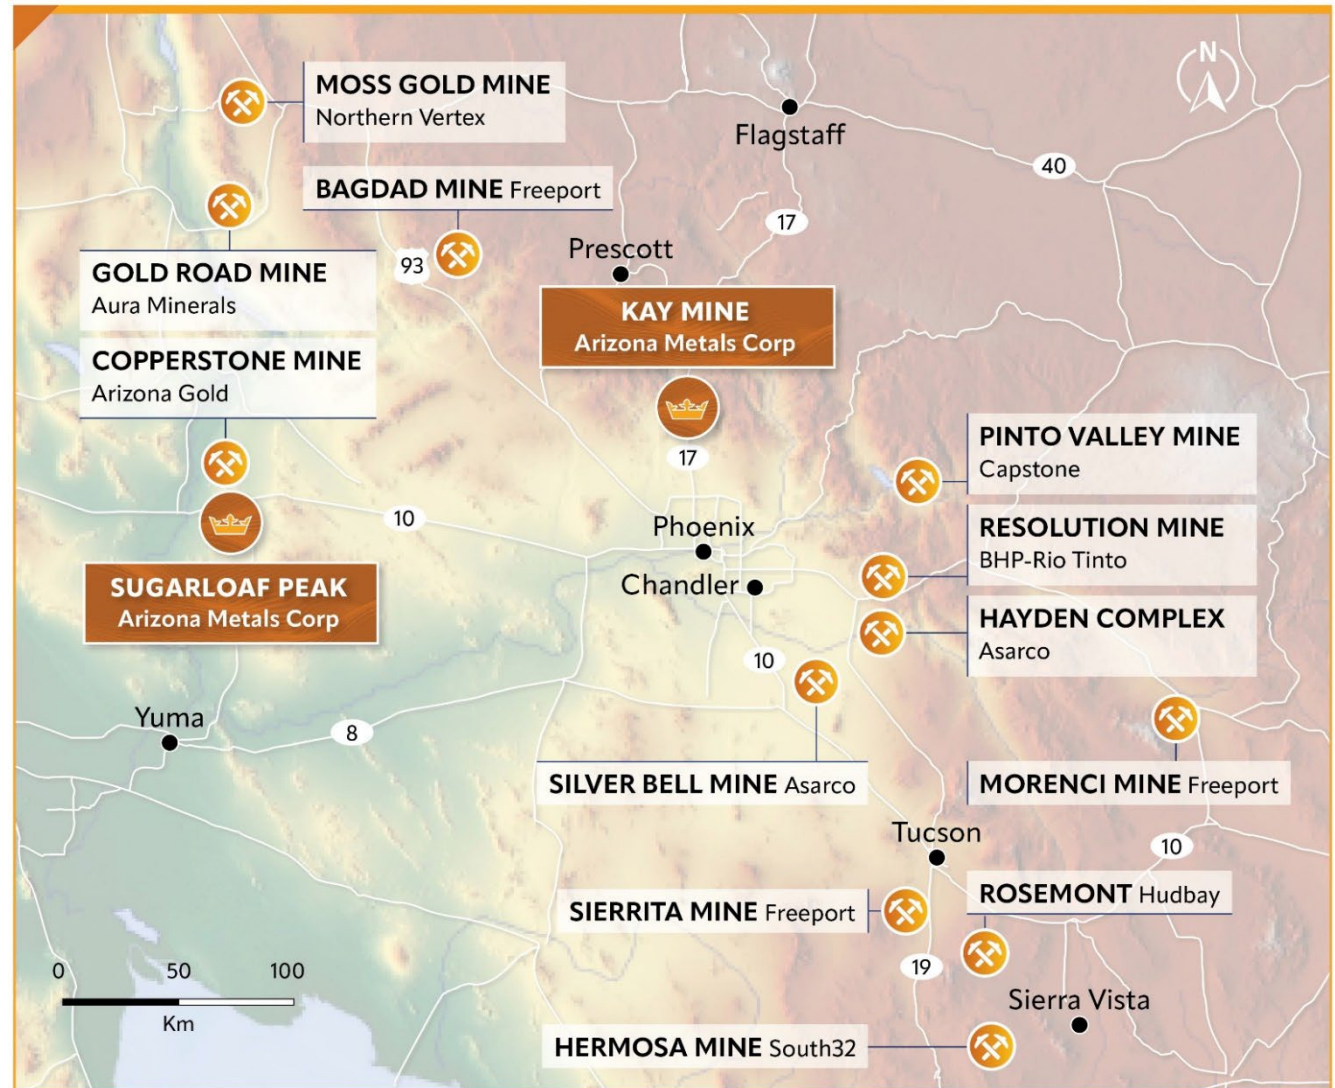 MOSS GOLD MINE
Northern Vertex
N
Flagstaff
40
BAGDAD MINE Freeport
17
Prescott
93
GOLD ROAD MINE
Aura Minerals
KAY MINE
Arizona Metals Corp
COPPERSTONE MINE
Arizona Gold
17
PINTO VALLEY MINE
Capstone
10
Phoenix
RESOLUTION MINE
BHP-Rio Tinto
Chandler
SUGARLOAF PEAK
Arizona Metals Corp
HAYDEN COMPLEX
Asarco
10
Yuma
8
SILVER BELL MINE Asarco
MORENCI MINE Freeport
Tucson
10
ROSEMONT Hudbay
SIERRITA MINE Freeport
19
0 50 100
Km
Sierra Vista
HERMOSA MINE South32